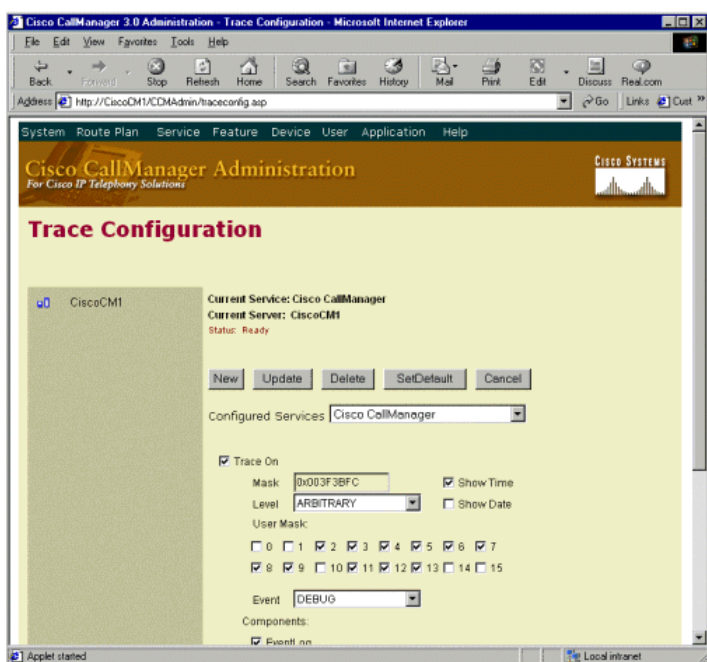 Cisco CallManager 3.0 Administration - Trace Configuration - Microsoft Internet Explorer
File Edit View Favorites Tools Help
Back Forward Stop Refresh Home Search Favorites History Mail Print Edit Discuss Real.com
Address http://CiscoCM1/CCMAdmin/traceconfig.asp Go Links Cust »
System Route Plan Service Feature Device User Application Help
Cisco CallManager Administration
For Cisco IP Telephony Solutions
CISCO SYSTEMS
Trace Configuration
CiscoCM1
Current Service: Cisco CallManager
Current Server: CiscoCM1
Status: Ready
New Update Delete SetDefault Cancel
Configured Services Cisco CallManager
Trace On
Mask 0x003F3BFC Show Time
Level ARBITRARY Show Date
User Mask:
0 1 2 3 4 5 6 7
8 9 10 11 12 13 14 15
Event DEBUG
Components:
EventLog
Applet started Local intranet